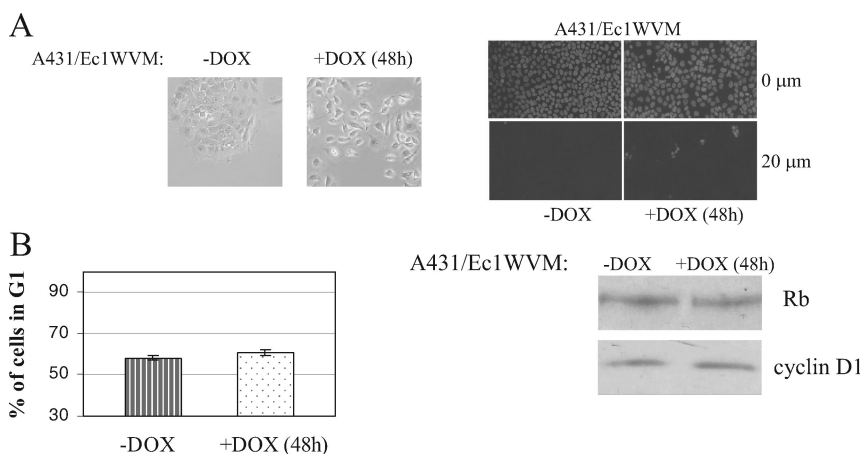 A
A431/Ec1WVM: -DOX +DOX (48h)
A431/Ec1WVM
0 µm
20 µm
-DOX +DOX (48h)
B
% of cells in G1
90
70
50
30
-DOX +DOX (48h)
A431/Ec1WVM: -DOX +DOX (48h)
Rb
cyclin D1